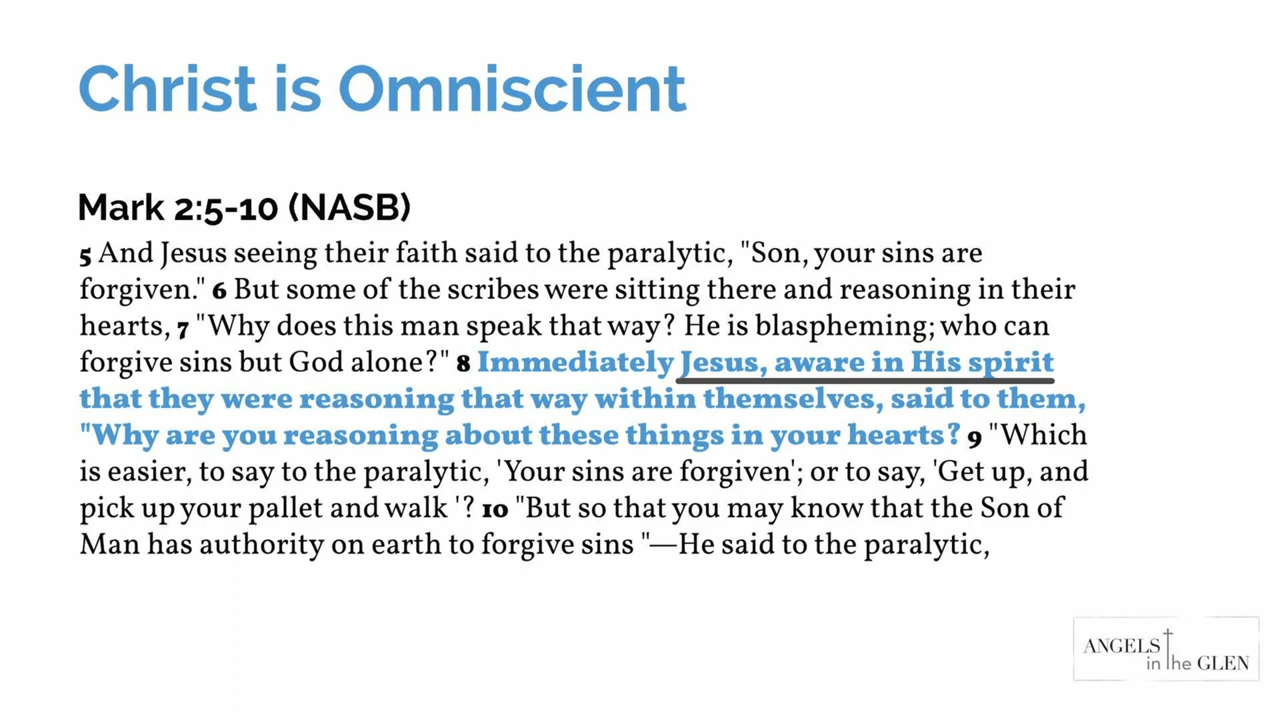 Christ is Omniscient
Mark 2:5-10 (NASB)
5 And Jesus seeing their faith said to the paralytic, "Son, your sins are
forgiven." 6 But some of the scribes were sitting there and reasoning in their
hearts, 7 "Why does this man speak that way? He is blaspheming; who can
forgive sins but God alone?" 8 Immediately Jesus, aware in His spirit
that they were reasoning that way within themselves, said to them,
"Why are you reasoning about these things in your hearts? 9 "Which
is easier, to say to the paralytic, 'Your sins are forgiven'; or to say, 'Get up, and
pick up your pallet and walk '? 10 "But so that you may know that the Son of
Man has authority on earth to forgive sins "—He said to the paralytic,
ANGELS
in the GLEN